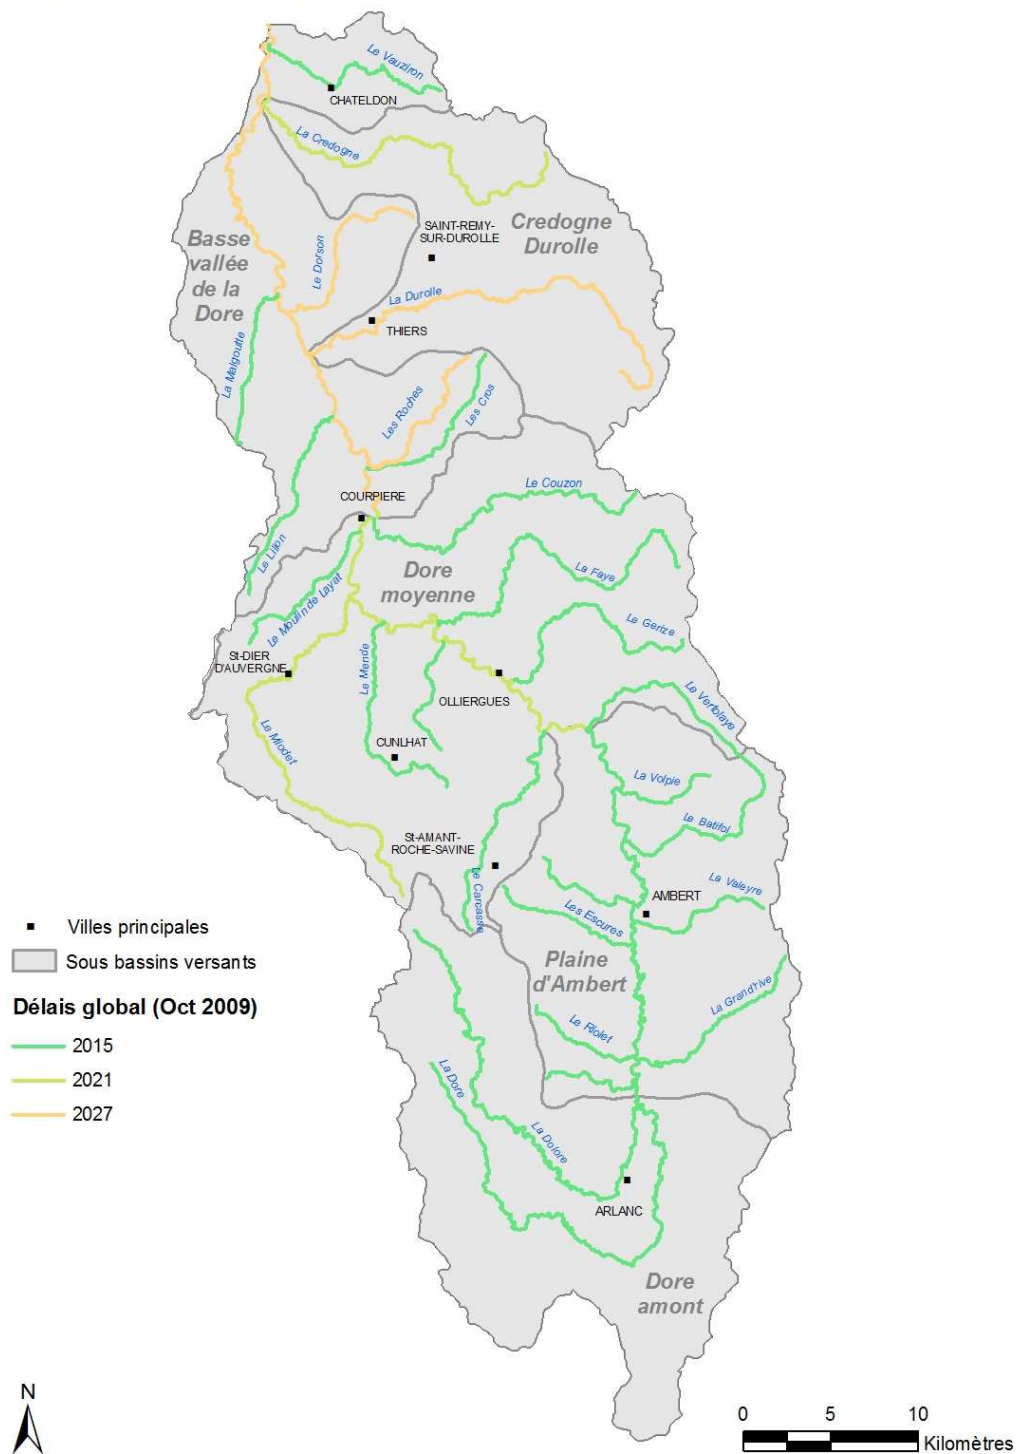 Le Vauziron
CHATELDON
La Credogne
SAINT-REMY-
SUR-DUROLLE
Credogne
Durolle
Basse
vallée
de la
Dore
Le Dorson
La Durolle
THIERS
La Malgoutte
Les Roches
Les Cros
COURPIERE
Le Couzon
Le Lilion
Le Moulin de Layat
Dore
moyenne
La Faye
Le Gerize
St-DIER
D'AUVERGNE
Le Mende
OLLIERGUES
Le Vertolaye
Le Miodet
CUNLHAT
La Volpie
Le Batifol
St-AMANT-
ROCHE-SAVINE
Le Carcasse
La Valeyre
AMBERT
Les Escures
Plaine
d'Ambert
La Grand'rive
Le Riolet
La Dore
La Dolore
ARLANC
Dore
amont
Villes principales
Sous bassins versants
Délais global (Oct 2009)
2015
2021
2027
N
0 5 10
Kilomètres